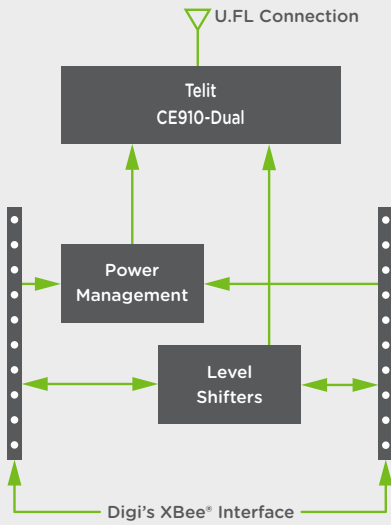 U.FL Connection
Telit
CE910-Dual
Power
Management
Level
Shifters
Digi's XBee® Interface